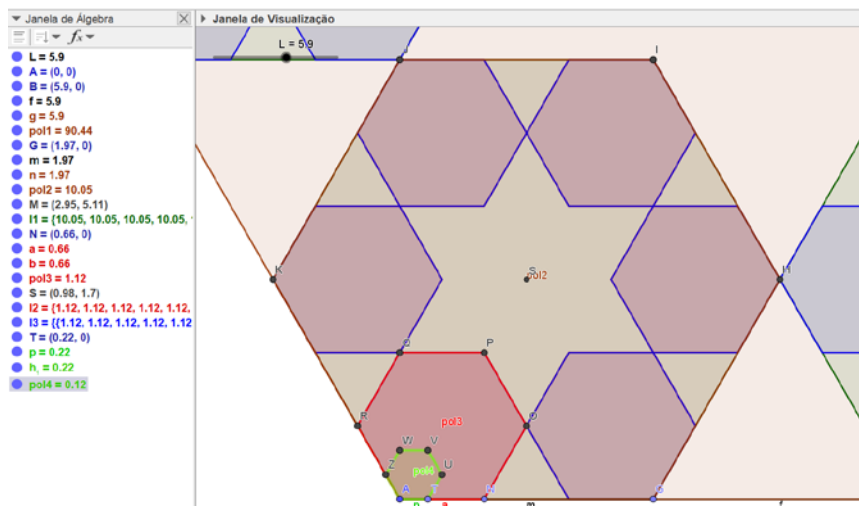 Janela de Álgebra
Janela de Visualização
L = 5.9
A = (0, 0)
B = (5.9, 0)
f = 5.9
g = 5.9
pol1 = 90.44
G = (1.97, 0)
m = 1.97
n = 1.97
pol2 = 10.05
M = (2.95, 5.11)
l1 = {10.05, 10.05, 10.05, 10.05,
N = (0.66, 0)
a = 0.66
b = 0.66
pol3 = 1.12
S = (0.98, 1.7)
l2 = {1.12, 1.12, 1.12, 1.12, 1.12,
l3 = {{1.12, 1.12, 1.12, 1.12, 1.12
T = (0.22, 0)
p = 0.22
h₁ = 0.22
pol4 = 0.12
L = 5.9
I
K
S
pol2
P
R
O
pol3
W
V
Z
U
pol4
A
T
N
p
a
m
f